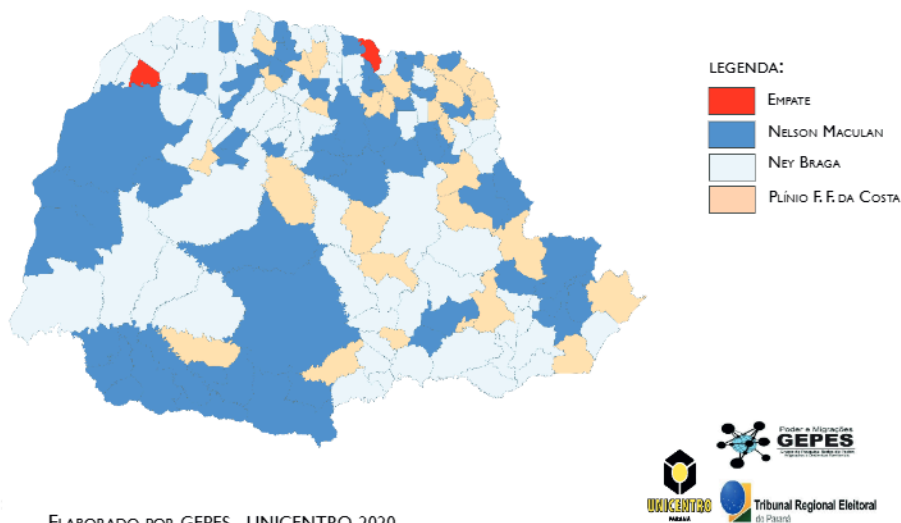 LEGENDA:
EMPATE
NELSON MACULAN
NEY BRAGA
PLÍNIO F. F. DA COSTA
Poder e Migrações
GEPES
UNICENTRO
PARANÁ
Tribunal Regional Eleitoral
do Paraná
ELABORADO POR GEPES - UNICENTRO 2020